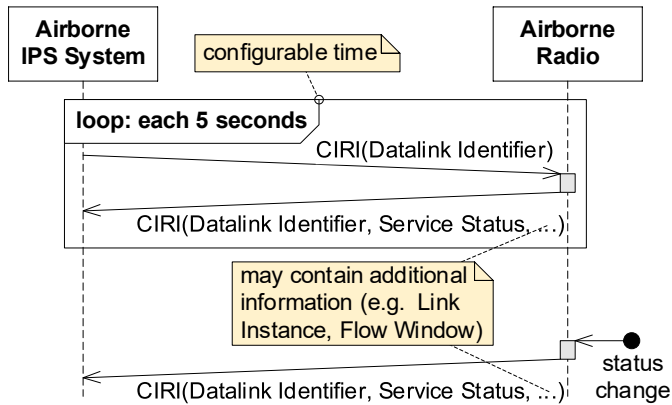 Airborne
IPS System
Airborne
Radio
configurable time
loop: each 5 seconds
CIRI(Datalink Identifier)
CIRI(Datalink Identifier, Service Status, ...)
may contain additional
information (e.g. Link
Instance, Flow Window)
status
change
CIRI(Datalink Identifier, Service Status, ...)